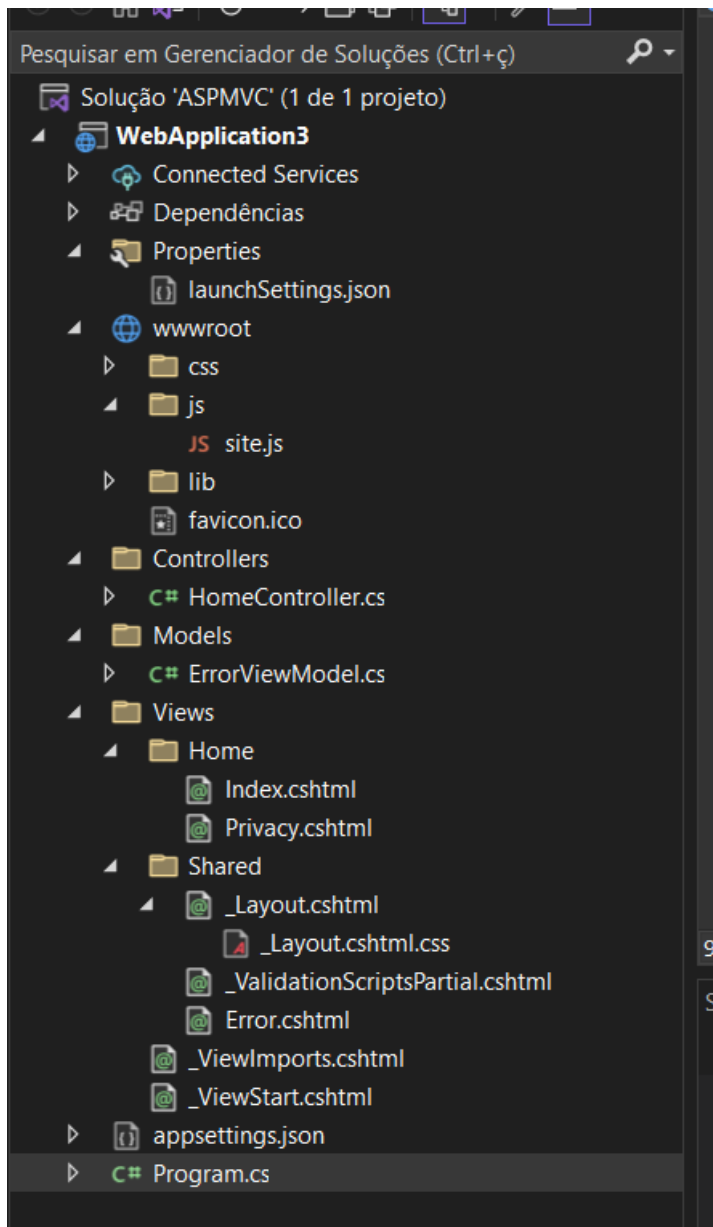 Pesquisar em Gerenciador de Soluções (Ctrl+ç)
Solução 'ASPMVC' (1 de 1 projeto)
WebApplication3
Connected Services
Dependências
Properties
launchSettings.json
wwwroot
css
js
JS site.js
lib
favicon.ico
Controllers
C# HomeController.cs
Models
C# ErrorViewModel.cs
Views
Home
Index.cshtml
Privacy.cshtml
Shared
_Layout.cshtml
_Layout.cshtml.css
_ValidationScriptsPartial.cshtml
Error.cshtml
_ViewImports.cshtml
_ViewStart.cshtml
appsettings.json
C# Program.cs